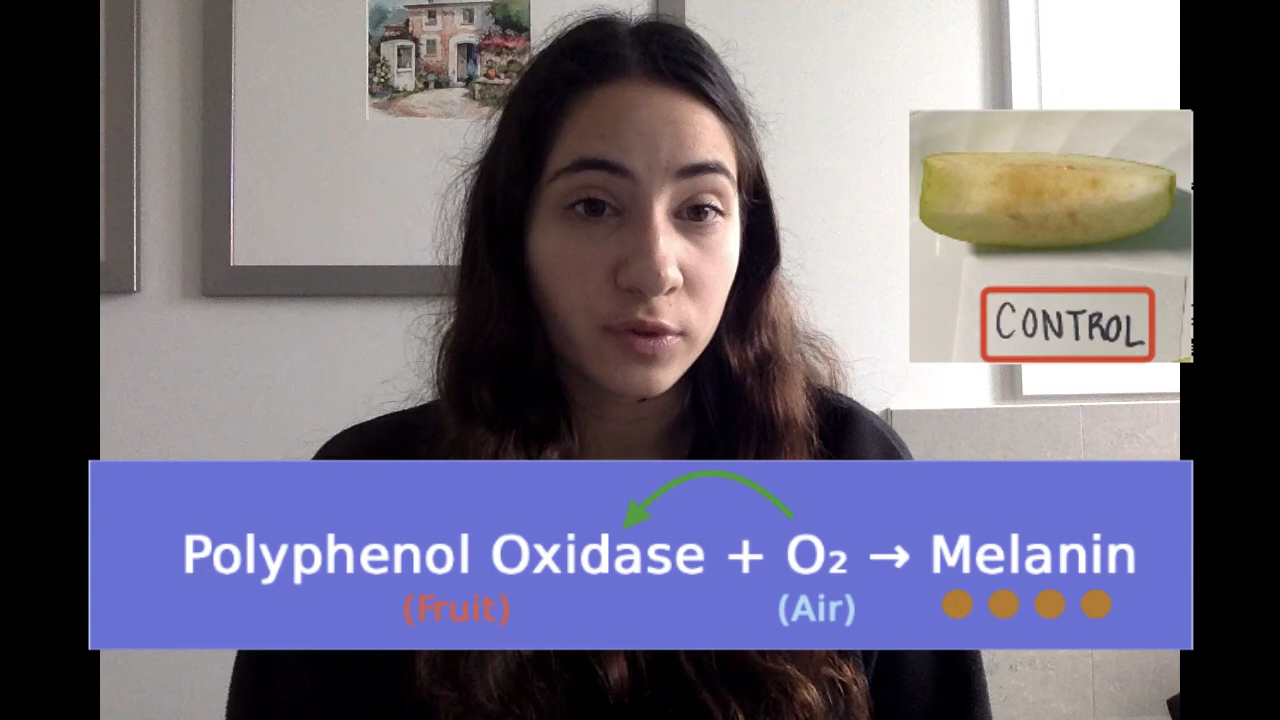 CONTROL
Polyphenol Oxidase + O₂ → Melanin
(Fruit) (Air)